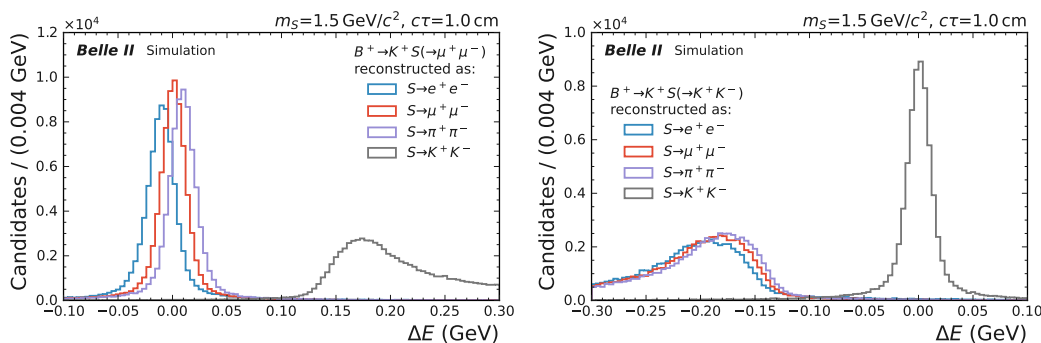 m_S=1.5 GeV/c², cτ=1.0 cm
×10⁴
1.2
1.0
0.8
0.6
0.4
0.2
0.0
Candidates / (0.004 GeV)
Belle II Simulation
B⁺→K⁺S(→μ⁺μ⁻)
reconstructed as:
S→e⁺e⁻
S→μ⁺μ⁻
S→π⁺π⁻
S→K⁺K⁻
−0.10 −0.05 0.00 0.05 0.10 0.15 0.20 0.25 0.30
ΔE (GeV)
m_S=1.5 GeV/c², cτ=1.0 cm
×10⁴
1.0
0.8
0.6
0.4
0.2
0.0
Candidates / (0.004 GeV)
Belle II Simulation
B⁺→K⁺S(→K⁺K⁻)
reconstructed as:
S→e⁺e⁻
S→μ⁺μ⁻
S→π⁺π⁻
S→K⁺K⁻
−0.30 −0.25 −0.20 −0.15 −0.10 −0.05 0.00 0.05 0.10
ΔE (GeV)